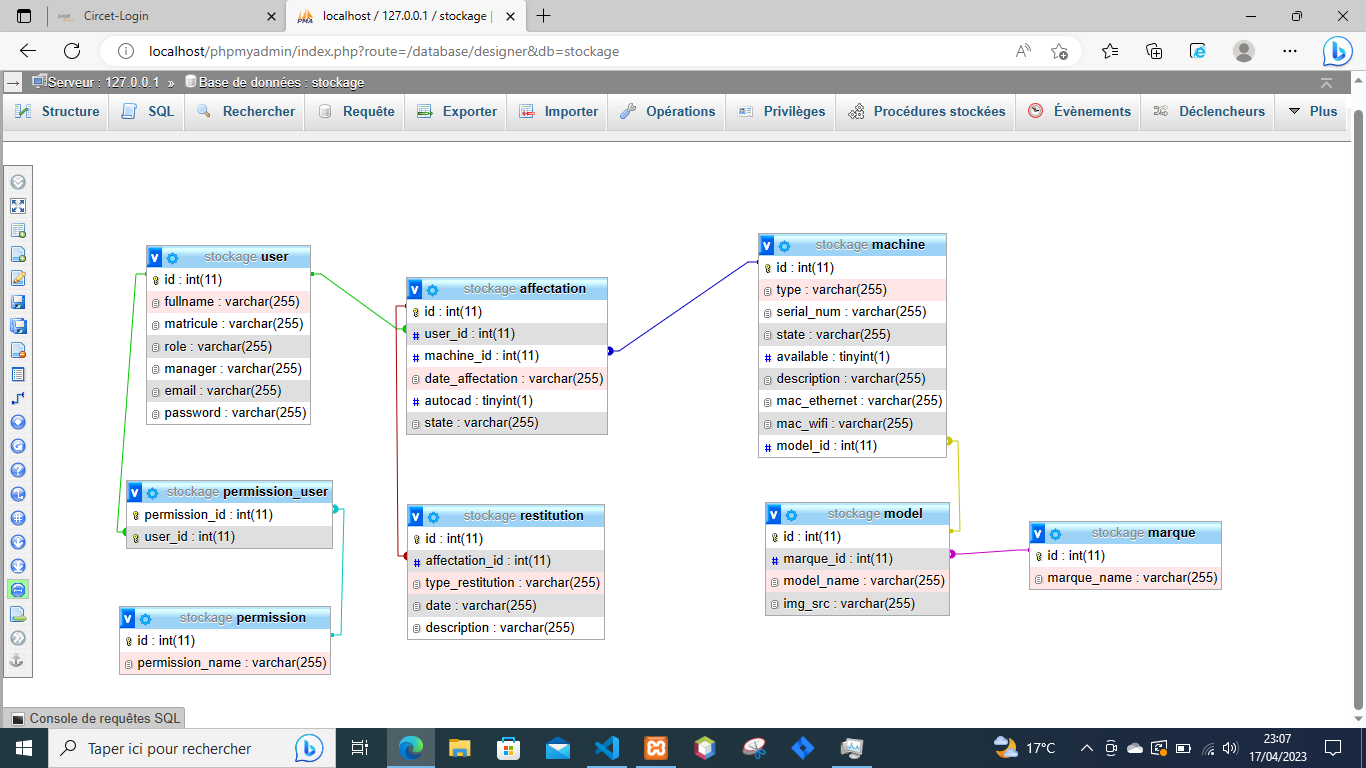 Circet-Login
localhost / 127.0.0.1 / stockage |
localhost/phpmyadmin/index.php?route=/database/designer&db=stockage
Serveur : 127.0.0.1 » Base de données : stockage
Structure SQL Rechercher Requête Exporter Importer Opérations Privilèges Procédures stockées Évènements Déclencheurs Plus
stockage user
id : int(11)
fullname : varchar(255)
matricule : varchar(255)
role : varchar(255)
manager : varchar(255)
email : varchar(255)
password : varchar(255)
stockage affectation
id : int(11)
user_id : int(11)
machine_id : int(11)
date_affectation : varchar(255)
autocad : tinyint(1)
state : varchar(255)
stockage machine
id : int(11)
type : varchar(255)
serial_num : varchar(255)
state : varchar(255)
available : tinyint(1)
description : varchar(255)
mac_ethernet : varchar(255)
mac_wifi : varchar(255)
model_id : int(11)
stockage permission_user
permission_id : int(11)
user_id : int(11)
stockage restitution
id : int(11)
affectation_id : int(11)
type_restitution : varchar(255)
date : varchar(255)
description : varchar(255)
stockage model
id : int(11)
marque_id : int(11)
model_name : varchar(255)
img_src : varchar(255)
stockage marque
id : int(11)
marque_name : varchar(255)
stockage permission
id : int(11)
permission_name : varchar(255)
Console de requêtes SQL
Taper ici pour rechercher
17°C
23:07
17/04/2023